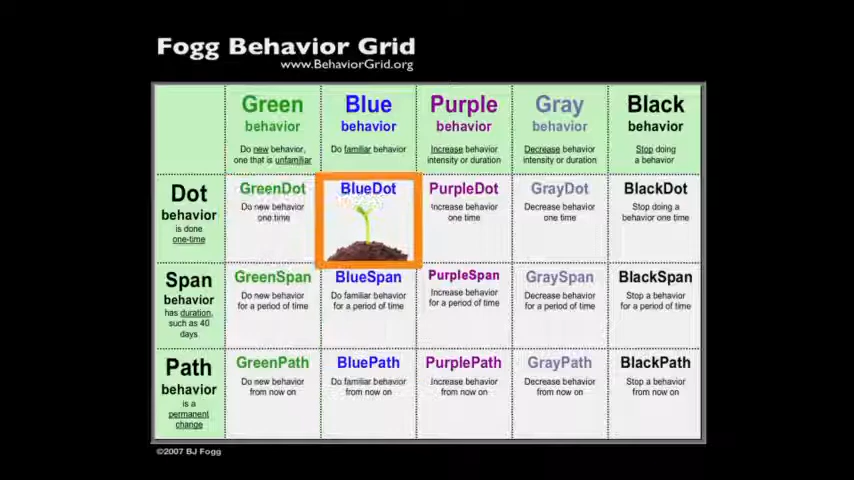 Fogg Behavior Grid
www.BehaviorGrid.org
Green
behavior
Do new behavior,
one that is unfamiliar
Blue
behavior
Do familiar behavior
Purple
behavior
Increase behavior
intensity or duration
Gray
behavior
Decrease behavior
intensity or duration
Black
behavior
Stop doing
a behavior
Dot
behavior
is done
one-time
GreenDot
Do new behavior
one time
BlueDot
PurpleDot
Increase behavior
one time
GrayDot
Decrease behavior
one time
BlackDot
Stop doing a
behavior one time
Span
behavior
has duration,
such as 40
days
GreenSpan
Do new behavior
for a period of time
BlueSpan
Do familiar behavior
for a period of time
PurpleSpan
Increase behavior
for a period of time
GraySpan
Decrease behavior
for a period of time
BlackSpan
Stop a behavior
for a period of time
Path
behavior
is a
permanent
change
GreenPath
Do new behavior
from now on
BluePath
Do familiar behavior
from now on
PurplePath
Increase behavior
from now on
GrayPath
Decrease behavior
from now on
BlackPath
Stop a behavior
from now on
©2007 BJ Fogg